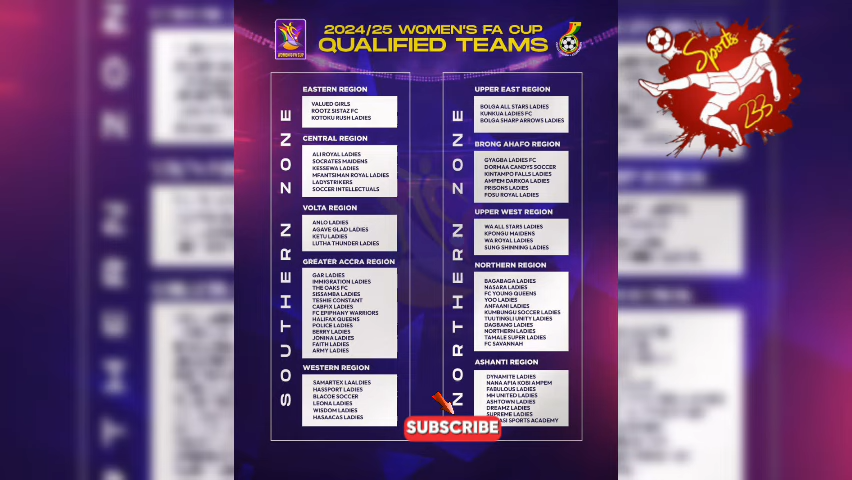 2024/25 WOMEN'S FA CUP
QUALIFIED TEAMS
SOUTHERN ZONE
EASTERN REGION
VALUED GIRLS
ROOTZ SISTAZ FC
KOTOKU RUSH LADIES
CENTRAL REGION
ALI ROYAL LADIES
SOCRATES MAIDENS
KESSEWA LADIES
MFANTSIMAN ROYAL LADIES
LADYSTRIKERS
SOCCER INTELLECTUALS
VOLTA REGION
ANLO LADIES
AGAVE GLAD LADIES
KETU LADIES
LUTHA THUNDER LADIES
GREATER ACCRA REGION
GAR LADIES
IMMIGRATION LADIES
THE OAKS FC
SISSAMBA LADIES
TESHIE CONSTANT
CABFIX LADIES
FC EPIPHANY WARRIORS
HALIFAX QUEENS
POLICE LADIES
BERRY LADIES
JONINA LADIES
FAITH LADIES
ARMY LADIES
WESTERN REGION
SAMARTEX LAALDIES
HASSPORT LADIES
BLACOE SOCCER
LEONA LADIES
WISDOM LADIES
HASAACAS LADIES
NORTHERN ZONE
UPPER EAST REGION
BOLGA ALL STARS LADIES
KUNKUA LADIES FC
BOLGA SHARP ARROWS LADIES
BRONG AHAFO REGION
GYAGBA LADIES FC
DORMAA CANDYS SOCCER
KINTAMPO FALLS LADIES
AMPEM DARKOA LADIES
PRISONS LADIES
FOSU ROYAL LADIES
UPPER WEST REGION
WA ALL STARS LADIES
KPONGU MAIDENS
WA ROYAL LADIES
SUNG SHINNING LADIES
NORTHERN REGION
BAGABAGA LADIES
NASARA LADIES
FC YOUNG QUEENS
YOO LADIES
ANFAANI LADIES
KUMBUNGU SOCCER LADIES
TUUTINGLI UNITY LADIES
DAGBANG LADIES
NORTHERN LADIES
TAMALE SUPER LADIES
FC SAVANNAH
ASHANTI REGION
DYNAMITE LADIES
NANA AFIA KOBI AMPEM
FABULOUS LADIES
MH UNITED LADIES
ASHTOWN LADIES
DREAMZ LADIES
SUPREME LADIES
SPORTS ACADEMY
SUBSCRIBE
Sports
233